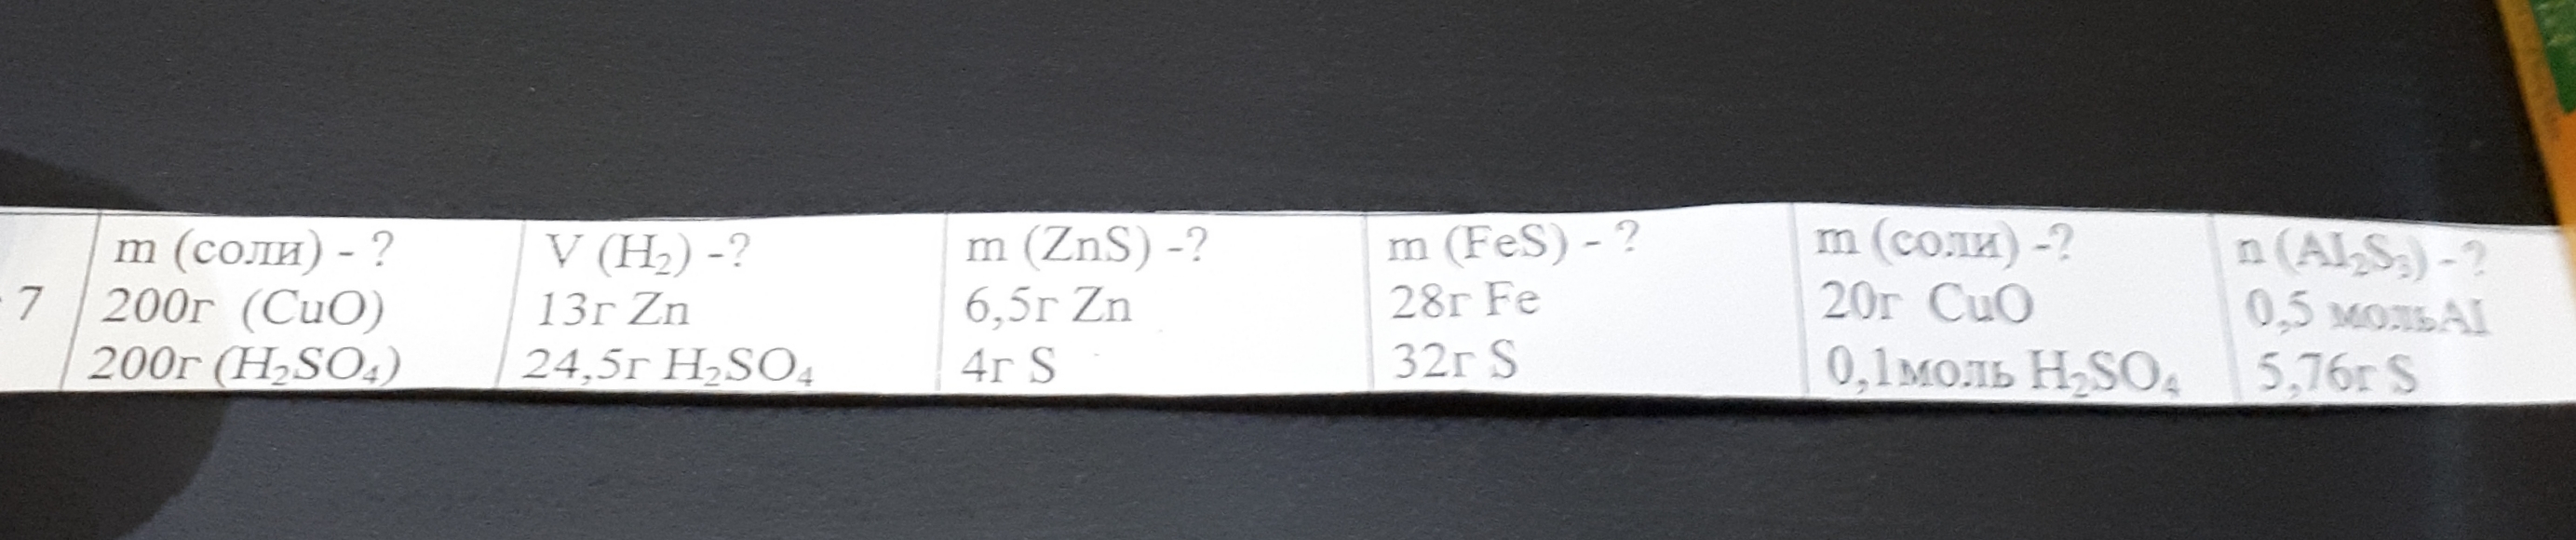 7
m (соли) - ?
200г (CuO)
200г (H₂SO₄)
V (H₂) -?
13г Zn
24,5г H₂SO₄
m (ZnS) -?
6,5г Zn
4г S
m (FeS) - ?
28г Fe
32г S
m (соли) -?
20г CuO
0,1моль H₂SO₄
n (Al₂S₃) - ?
0,5 мольAl
5,76г S